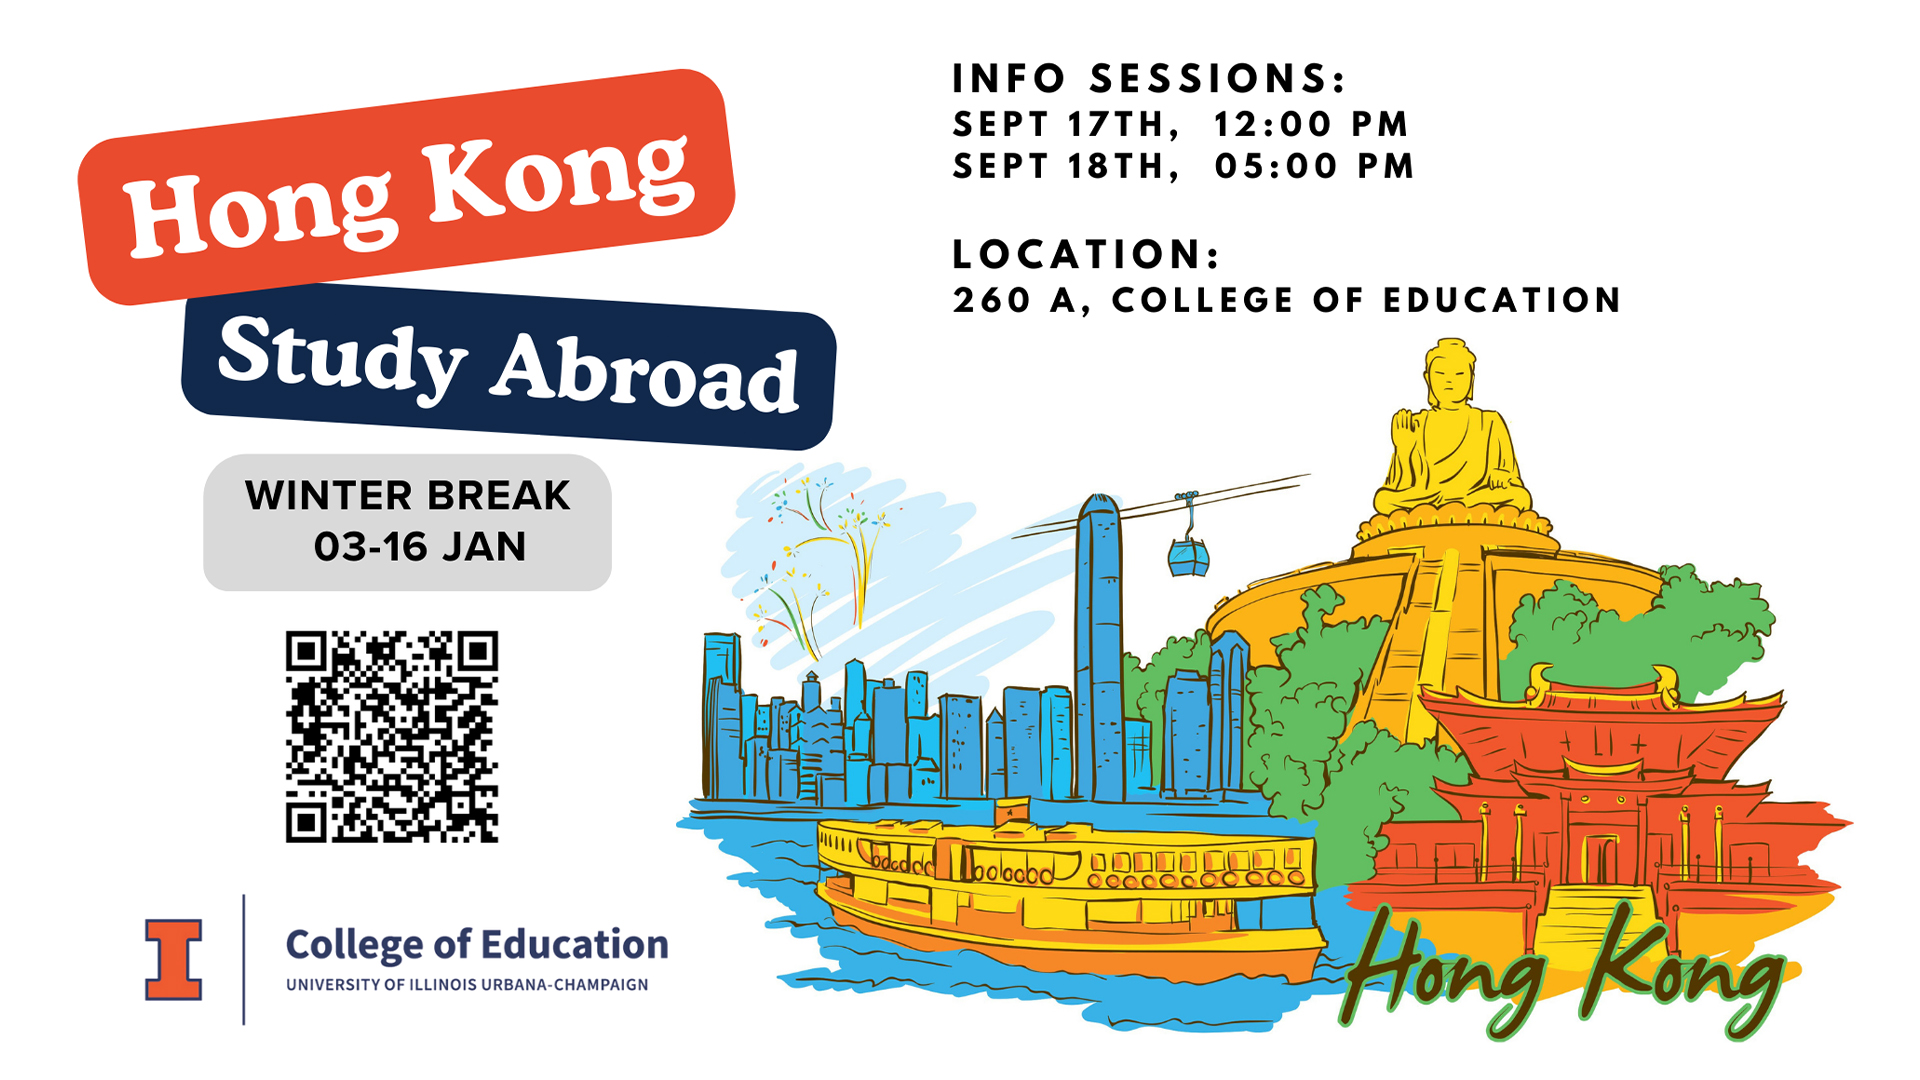 Hong Kong
Study Abroad
WINTER BREAK
03-16 JAN
INFO SESSIONS:
SEPT 17TH, 12:00 PM
SEPT 18TH, 05:00 PM
LOCATION:
260 A, COLLEGE OF EDUCATION
I
College of Education
UNIVERSITY OF ILLINOIS URBANA-CHAMPAIGN
Hong Kong